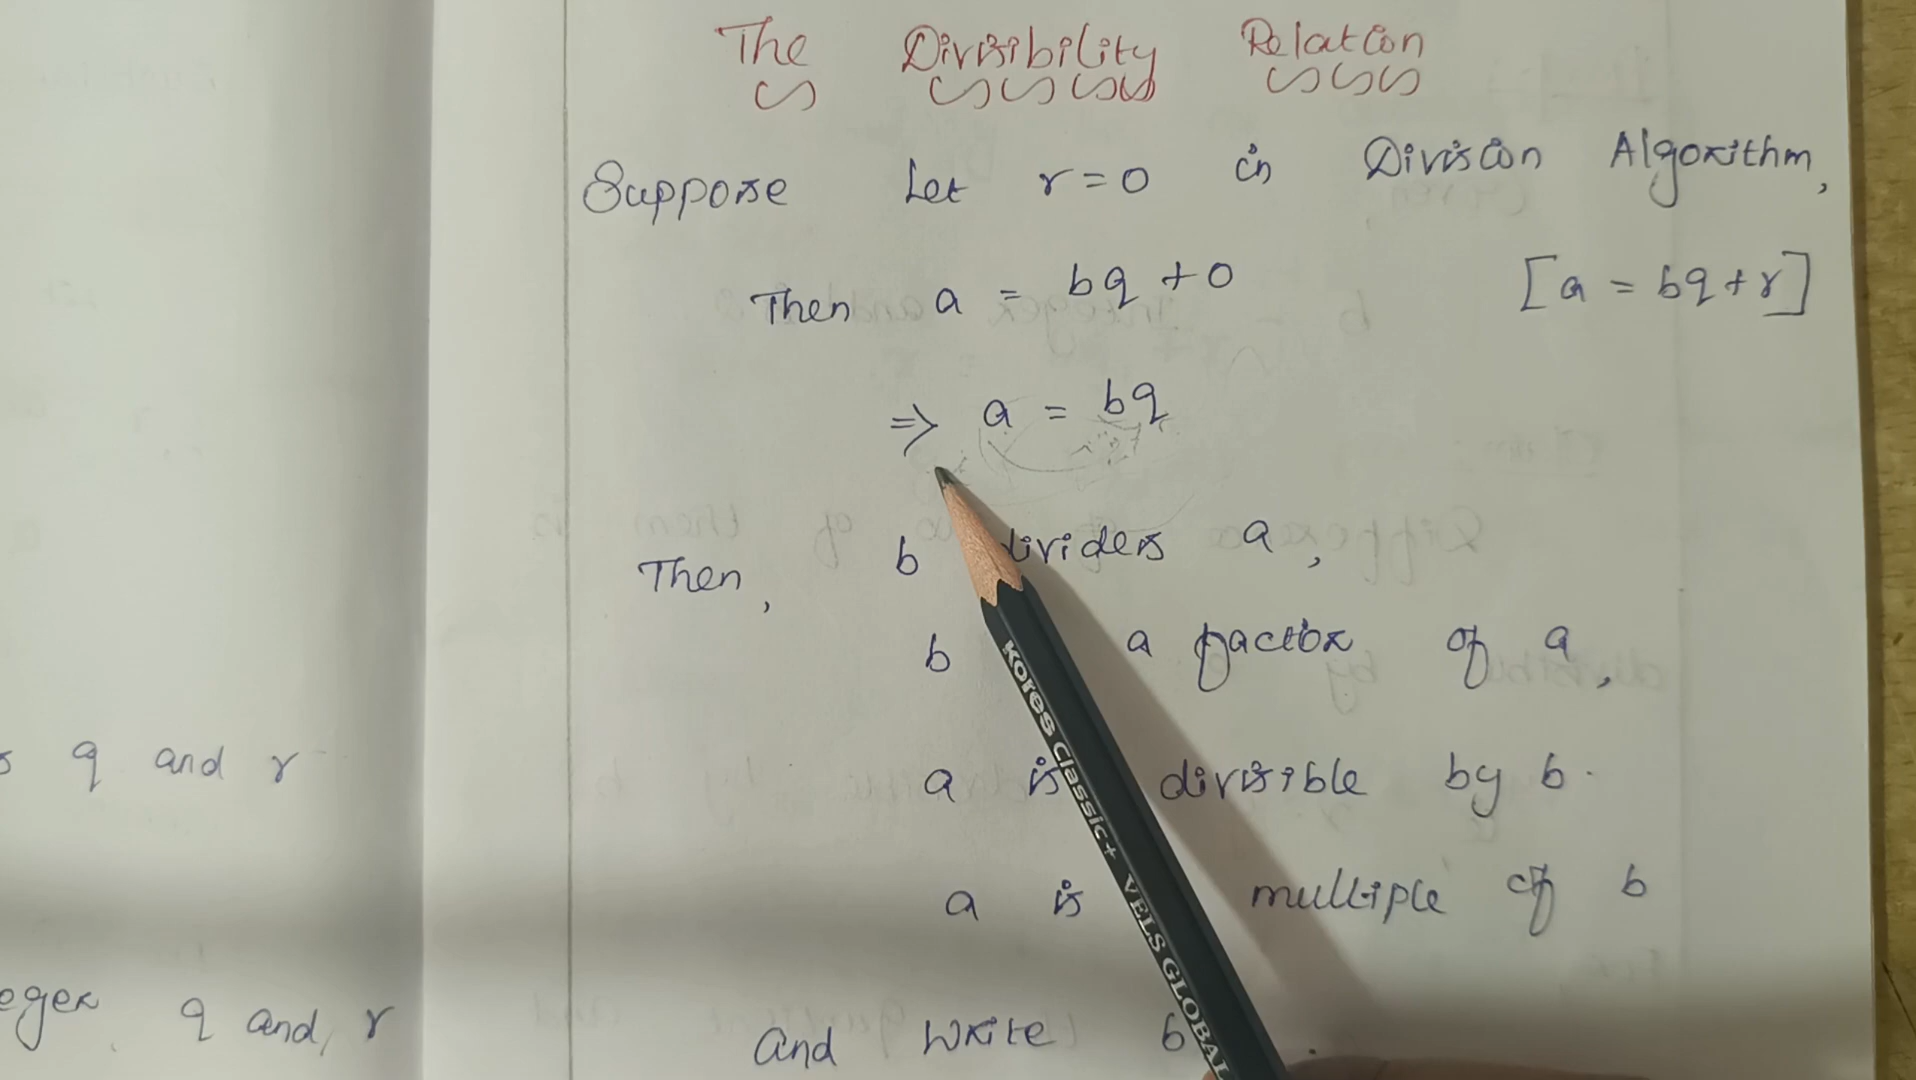 The Divisibility Relation
Suppose Let r = 0 in Division Algorithm,
Then a = bq + 0 [a = bq + r]
⇒ a = bq
Then, b divides a,
b a factor of a,
a is divisible by b.
a is multiple of b
And write b
q and r
q and, r
Kores Classic+ VELS GLOBAL